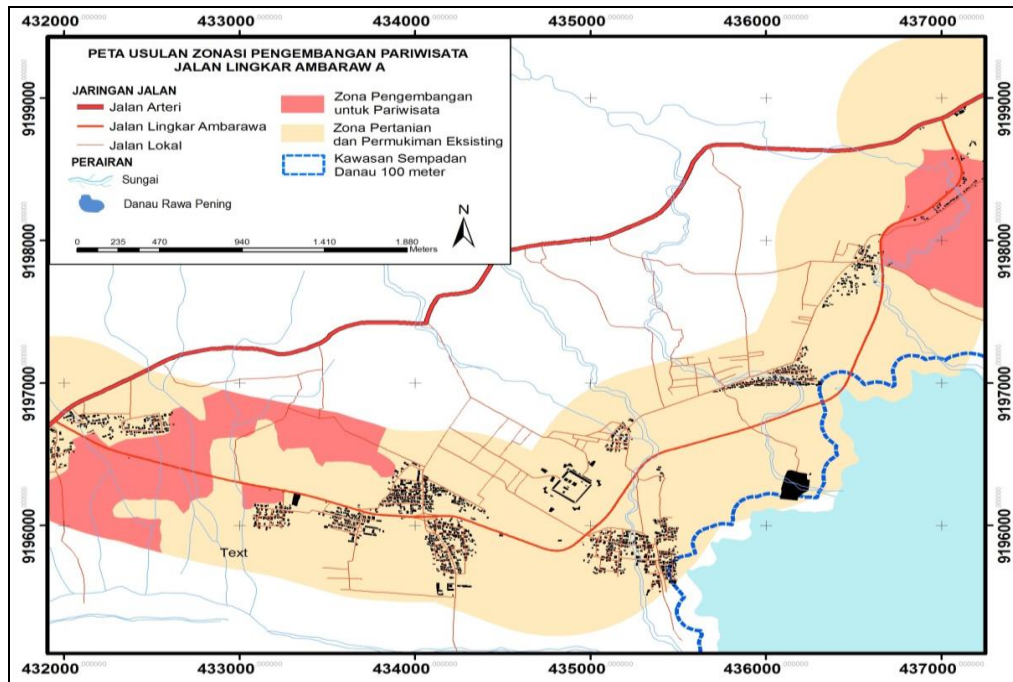 432000 433000 434000 435000 436000 437000
PETA USULAN ZONASI PENGEMBANGAN PARIWISATA
JALAN LINGKAR AMBARAW A
JARINGAN JALAN
Jalan Arteri
Jalan Lingkar Ambarawa
Jalan Lokal
PERAIRAN
Sungai
Danau Rawa Pening
Zona Pengembangan
untuk Pariwisata
Zona Pertanian
dan Permukiman Eksisting
Kawasan Sempadan
Danau 100 meter
N
0 235 470 940 1.410 1.880
Meters
9199000
9198000
9197000
9196000
9199000
9198000
9197000
9196000
Text
432000 433000 434000 435000 436000 437000